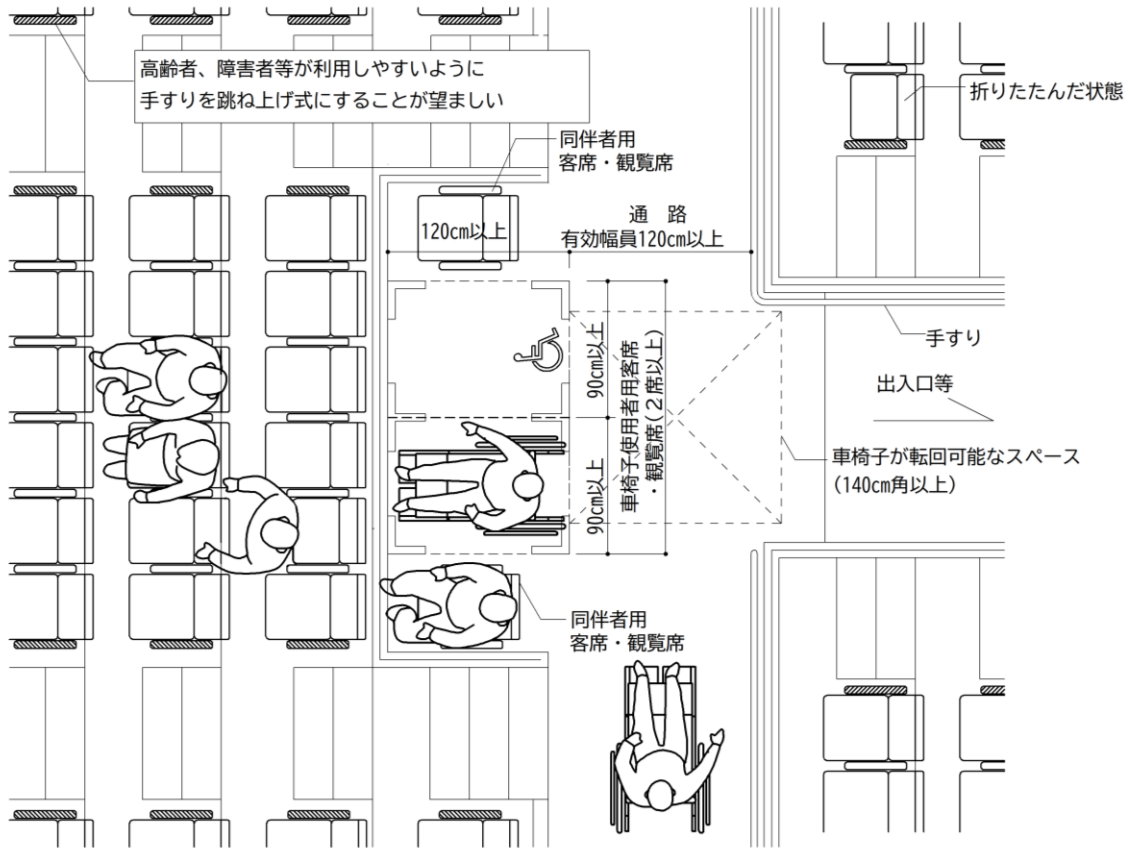 高齢者、障害者等が利用しやすいように
手すりを跳ね上げ式にすることが望ましい
折りたたんだ状態
同伴者用
客席・観覧席
通　路
有効幅員120cm以上
120cm以上
90cm以上
90cm以上
車椅子使用者用客席
・観覧席(２席以上)
手すり
出入口等
車椅子が転回可能なスペース
(140cm角以上)
同伴者用
客席・観覧席